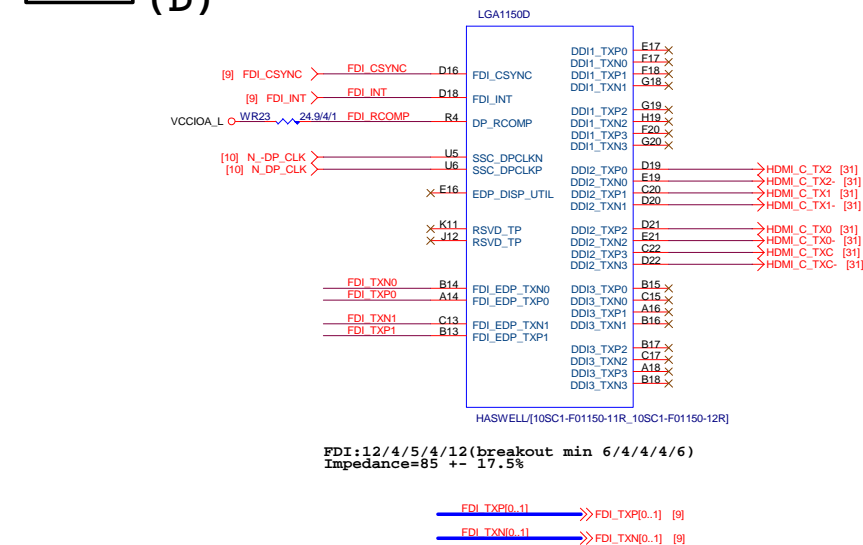 (D)
LGA1150D
[9] FDI_CSYNC FDI_CSYNC D16 FDI_CSYNC
[9] FDI_INT FDI_INT D18 FDI_INT
VCCIOA_L WR23 24.9/4/1 FDI_RCOMP R4 DP_RCOMP
[10] N_-DP_CLK U5 SSC_DPCLKN
[10] N_DP_CLK U6 SSC_DPCLKP
E16 EDP_DISP_UTIL
K11 RSVD_TP
J12 RSVD_TP
FDI_TXN0 B14 FDI_EDP_TXN0
FDI_TXP0 A14 FDI_EDP_TXP0
FDI_TXN1 C13 FDI_EDP_TXN1
FDI_TXP1 B13 FDI_EDP_TXP1
DDI1_TXP0 E17
DDI1_TXN0 F17
DDI1_TXP1 F18
DDI1_TXN1 G18
DDI1_TXP2 G19
DDI1_TXN2 H19
DDI1_TXP3 F20
DDI1_TXN3 G20
DDI2_TXP0 D19 HDMI_C_TX2 [31]
DDI2_TXN0 E19 HDMI_C_TX2- [31]
DDI2_TXP1 C20 HDMI_C_TX1 [31]
DDI2_TXN1 D20 HDMI_C_TX1- [31]
DDI2_TXP2 D21 HDMI_C_TX0 [31]
DDI2_TXN2 E21 HDMI_C_TX0- [31]
DDI2_TXP3 C22 HDMI_C_TXC [31]
DDI2_TXN3 D22 HDMI_C_TXC- [31]
DDI3_TXP0 B15
DDI3_TXN0 C15
DDI3_TXP1 A16
DDI3_TXN1 B16
DDI3_TXP2 B17
DDI3_TXN2 C17
DDI3_TXP3 A18
DDI3_TXN3 B18
HASWELL/[10SC1-F01150-11R_10SC1-F01150-12R]
FDI:12/4/5/4/12(breakout min 6/4/4/4/6)
Impedance=85 +- 17.5%
FDI_TXP[0..1] FDI_TXP[0..1] [9]
FDI_TXN[0..1] FDI_TXN[0..1] [9]